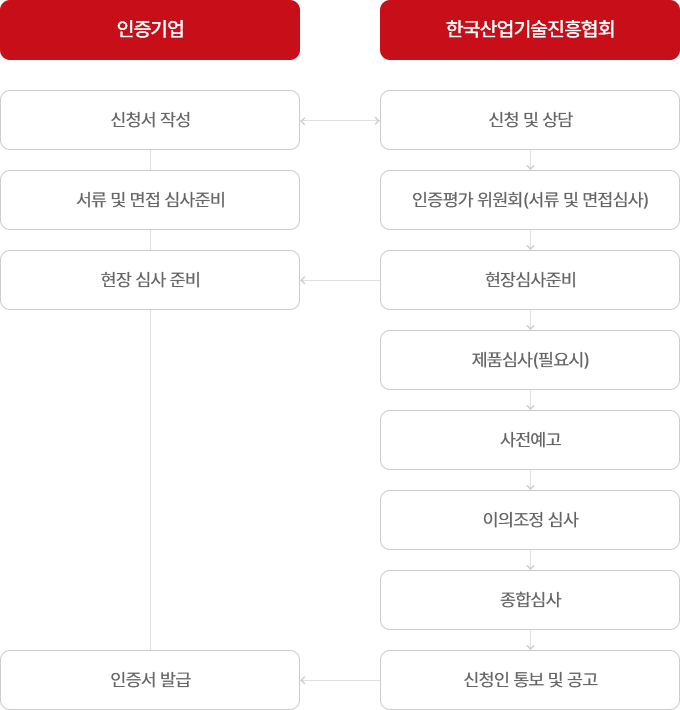 인증기업
한국산업기술진흥협회
신청서 작성
신청 및 상담
서류 및 면접 심사준비
인증평가 위원회(서류 및 면접심사)
현장 심사 준비
현장심사준비
제품심사(필요시)
사전예고
이의조정 심사
종합심사
인증서 발급
신청인 통보 및 공고